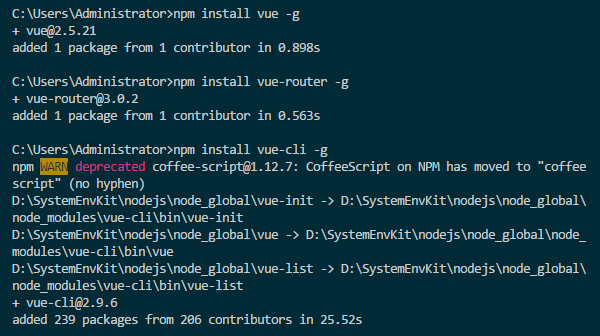 C:\Users\Administrator>npm install vue -g
+ vue@2.5.21
added 1 package from 1 contributor in 0.898s
C:\Users\Administrator>npm install vue-router -g
+ vue-router@3.0.2
added 1 package from 1 contributor in 0.563s
C:\Users\Administrator>npm install vue-cli -g
npm WARN deprecated coffee-script@1.12.7: CoffeeScript on NPM has moved to "coffee
script" (no hyphen)
D:\SystemEnvKit\nodejs\node_global\vue-init -> D:\SystemEnvKit\nodejs\node_global\
node_modules\vue-cli\bin\vue-init
D:\SystemEnvKit\nodejs\node_global\vue -> D:\SystemEnvKit\nodejs\node_global\node_
modules\vue-cli\bin\vue
D:\SystemEnvKit\nodejs\node_global\vue-list -> D:\SystemEnvKit\nodejs\node_global\
node_modules\vue-cli\bin\vue-list
+ vue-cli@2.9.6
added 239 packages from 206 contributors in 25.52s